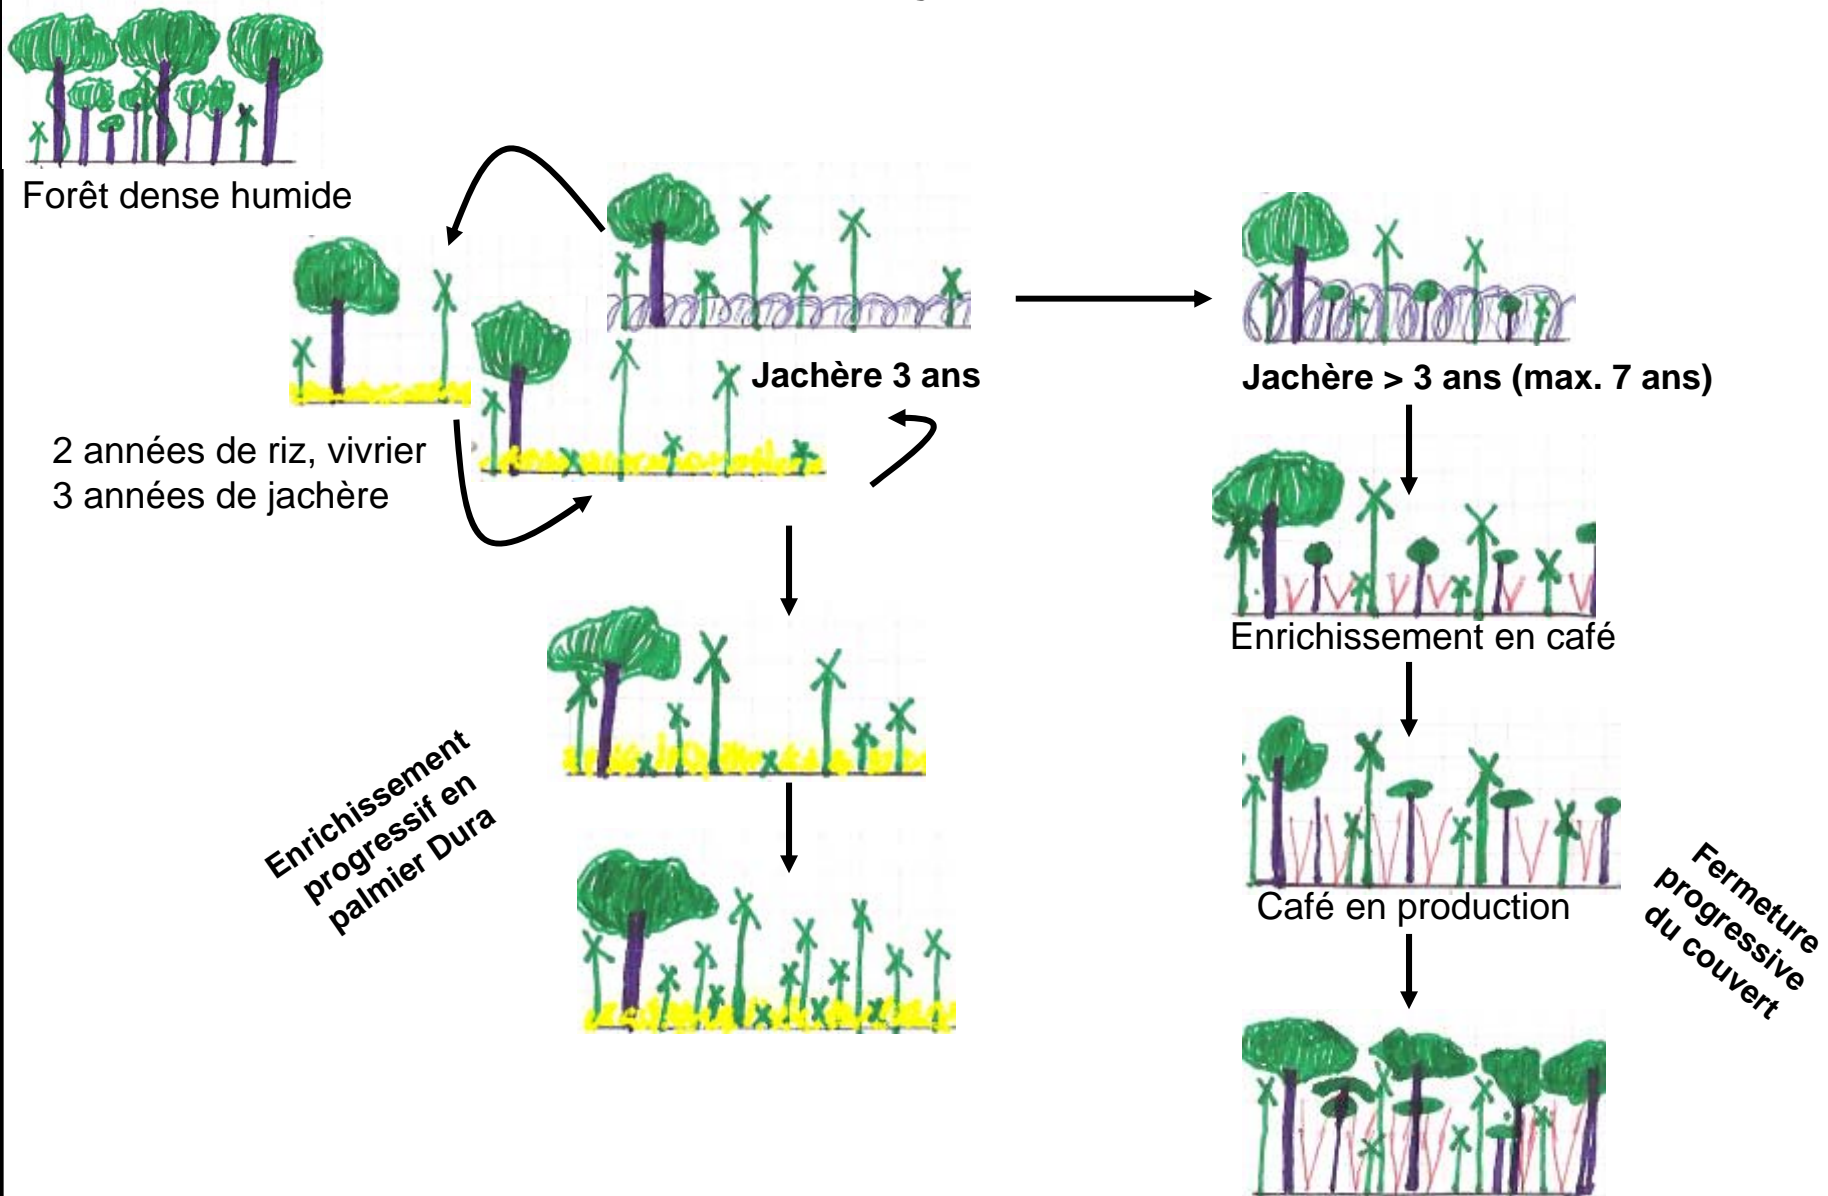 Forêt dense humide
Jachère 3 ans
Jachère > 3 ans (max. 7 ans)
2 années de riz, vivrier
3 années de jachère
Enrichissement en café
Enrichissement
progressif en
palmier Dura
Café en production
Fermeture
progressive
du couvert